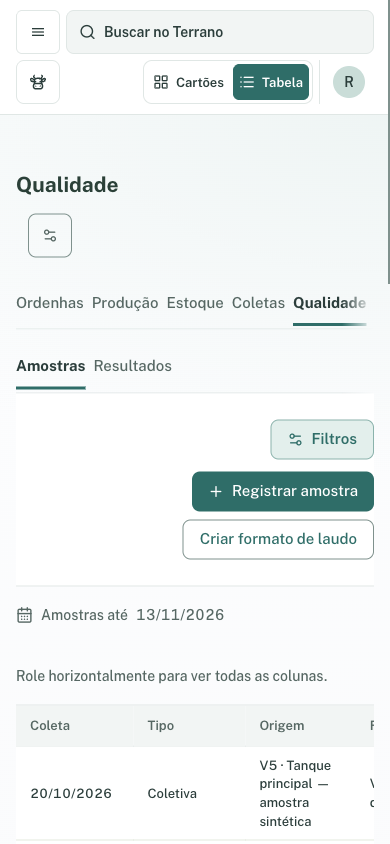 Buscar no Terrano
Cartões
Tabela
R
Qualidade
Ordenhas Produção Estoque Coletas Qualidade
Amostras Resultados
Filtros
Registrar amostra
Criar formato de laudo
Amostras até 13/11/2026
Role horizontalmente para ver todas as colunas.
Coleta Tipo Origem
20/10/2026 Coletiva V5 · Tanque
principal —
amostra
sintética